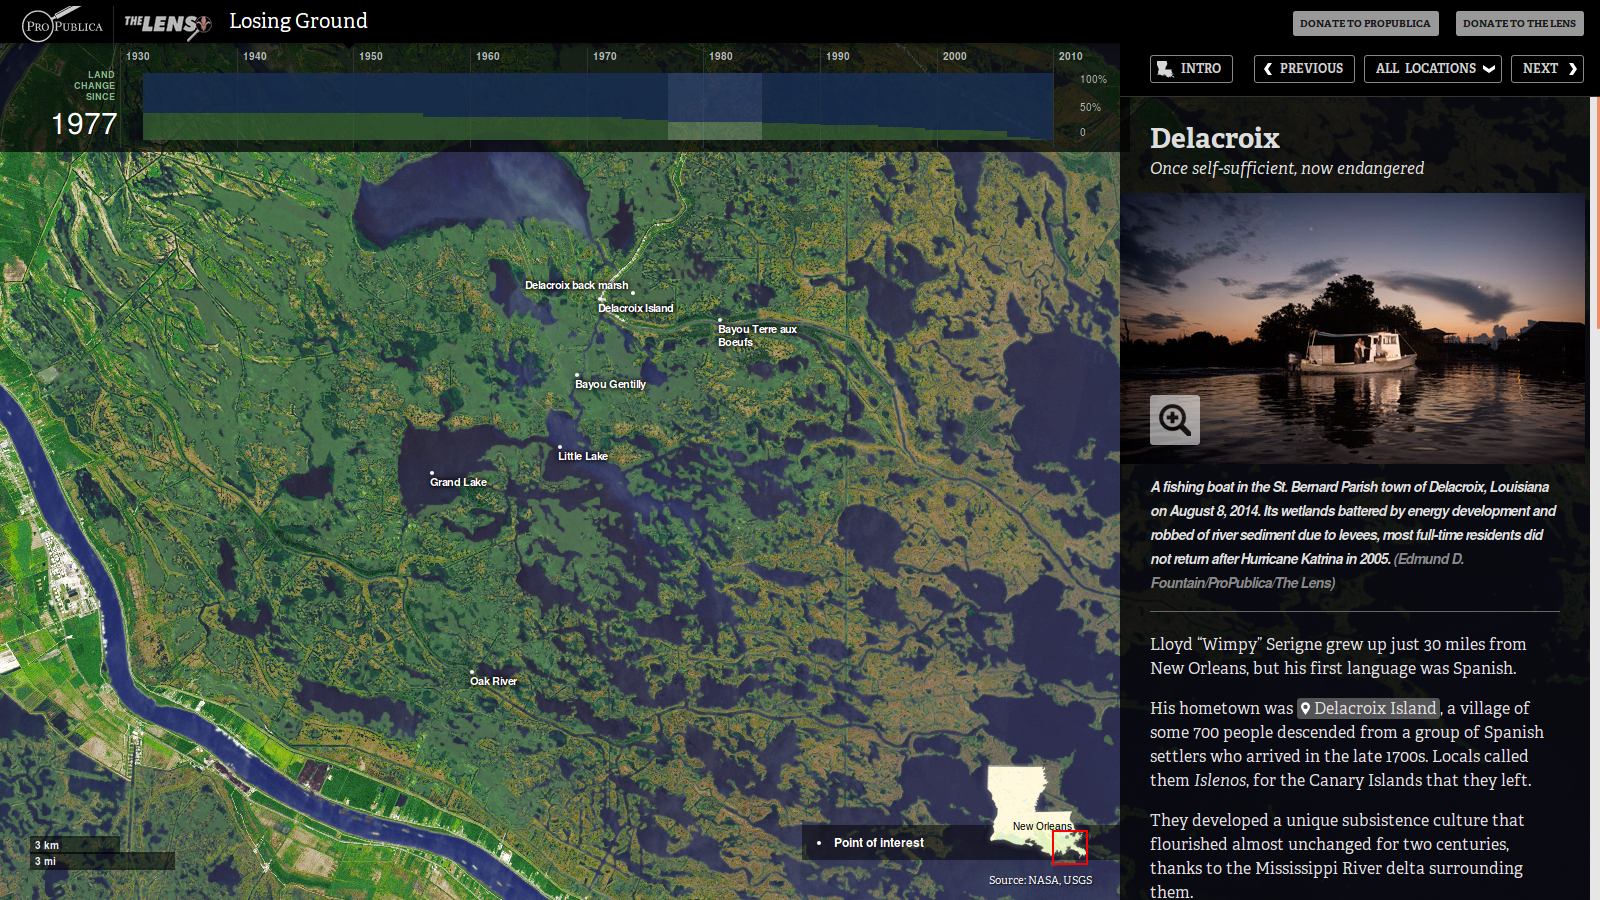 PROPUBLICA
THE LENS
Losing Ground
DONATE TO PROPUBLICA
DONATE TO THE LENS
1930
1940
1950
1960
1970
1980
1990
2000
2010
LAND
CHANGE
SINCE
1977
100%
50%
0
INTRO
PREVIOUS
ALL LOCATIONS
NEXT
Delacroix back marsh
Delacroix Island
Bayou Terre aux
Boeufs
Bayou Gentilly
Little Lake
Grand Lake
Oak River
3 km
3 mi
Point of interest
New Orleans
Source: NASA, USGS
Delacroix
Once self-sufficient, now endangered
A fishing boat in the St. Bernard Parish town of Delacroix, Louisiana
on August 8, 2014. Its wetlands battered by energy development and
robbed of river sediment due to levees, most full-time residents did
not return after Hurricane Katrina in 2005. (Edmund D.
Fountain/ProPublica/The Lens)
Lloyd “Wimpy” Serigne grew up just 30 miles from
New Orleans, but his first language was Spanish.
His hometown was Delacroix Island, a village of
some 700 people descended from a group of Spanish
settlers who arrived in the late 1700s. Locals called
them Islenos, for the Canary Islands that they left.
They developed a unique subsistence culture that
flourished almost unchanged for two centuries,
thanks to the Mississippi River delta surrounding
them.